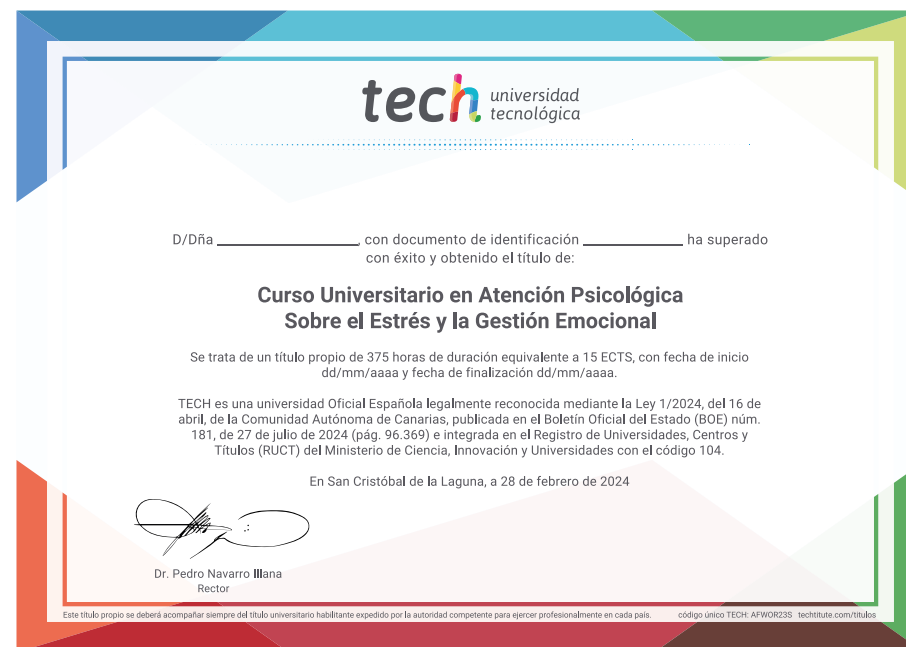 tech universidad
tecnológica
D/Dña ____________________, con documento de identificación ______________ ha superado
con éxito y obtenido el título de:
Curso Universitario en Atención Psicológica
Sobre el Estrés y la Gestión Emocional
Se trata de un título propio de 375 horas de duración equivalente a 15 ECTS, con fecha de inicio
dd/mm/aaaa y fecha de finalización dd/mm/aaaa.
TECH es una universidad Oficial Española legalmente reconocida mediante la Ley 1/2024, del 16 de
abril, de la Comunidad Autónoma de Canarias, publicada en el Boletín Oficial del Estado (BOE) núm.
181, de 27 de julio de 2024 (pág. 96.369) e integrada en el Registro de Universidades, Centros y
Títulos (RUCT) del Ministerio de Ciencia, Innovación y Universidades con el código 104.
En San Cristóbal de la Laguna, a 28 de febrero de 2024
Dr. Pedro Navarro Illana
Rector
Este título propio se deberá acompañar siempre del título universitario habilitante expedido por la autoridad competente para ejercer profesionalmente en cada país. código único TECH: AFWOR23S techtitute.com/titulos